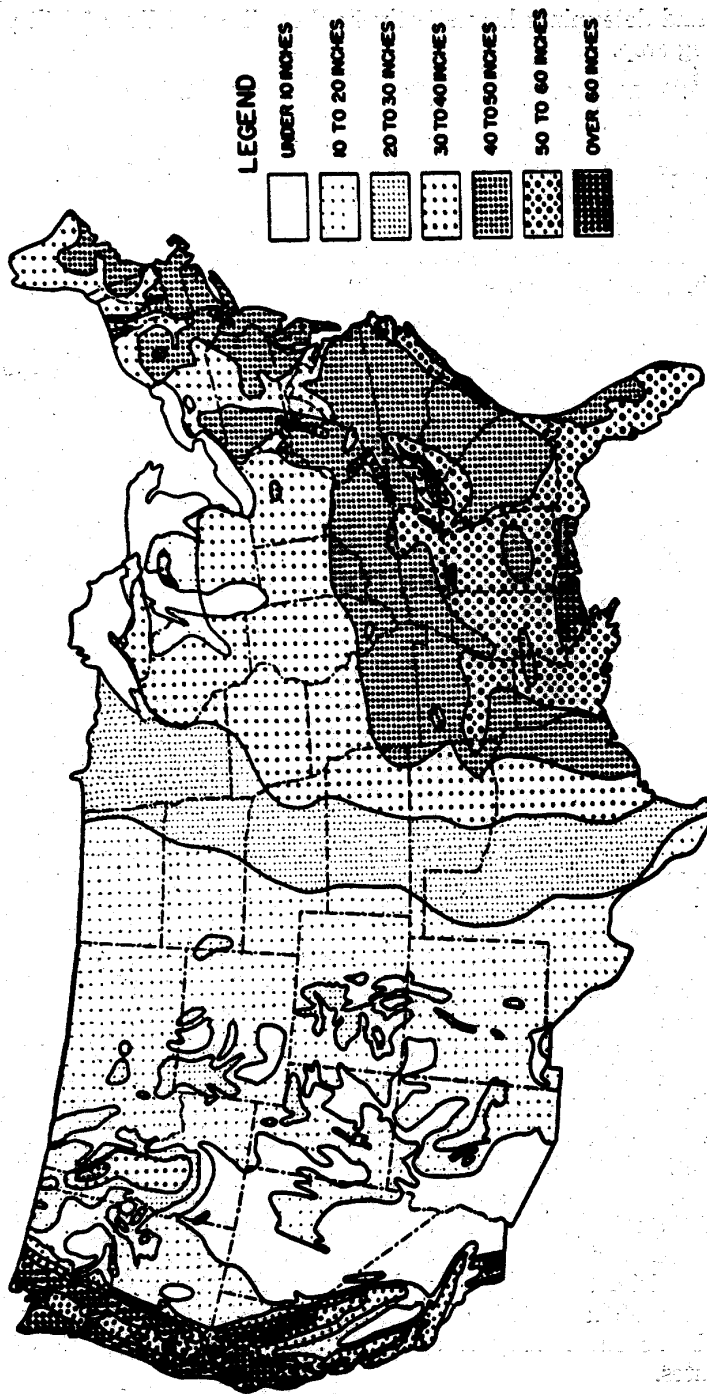 LEGEND
UNDER 10 INCHES
10 TO 20 INCHES
20 TO 30 INCHES
30 TO 40 INCHES
40 TO 50 INCHES
50 TO 60 INCHES
OVER 60 INCHES